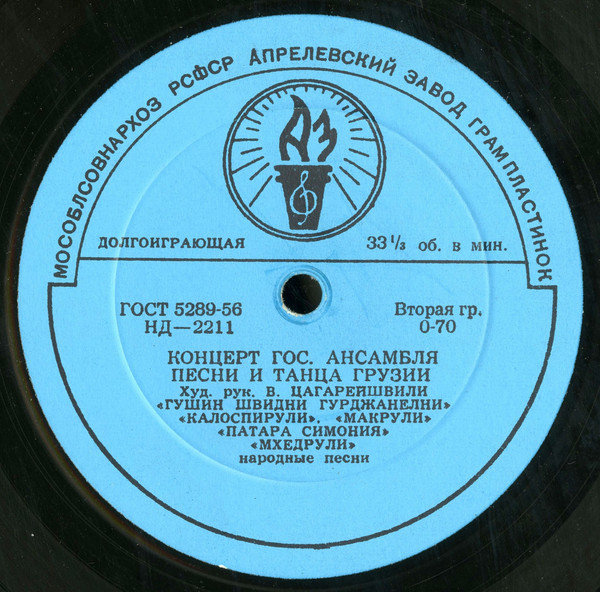 МОСОБЛСОВНАРХОЗ РСФСР АПРЕЛЕВСКИЙ ЗАВОД ГРАМПЛАСТИНОК
АЗ
ДОЛГОИГРАЮЩАЯ 33 1/3 об. в мин.
ГОСТ 5289-56 Вторая гр.
НД—2211 0-70
КОНЦЕРТ ГОС. АНСАМБЛЯ
ПЕСНИ И ТАНЦА ГРУЗИИ
Худ. рук. В. ЦАГАРЕЙШВИЛИ
«ГУШИН ШВИДНИ ГУРДЖАНЕЛНИ»
«КАЛОСПИРУЛИ». «МАКРУЛИ»
«ПАТАРА СИМОНИЯ»
«МХЕДРУЛИ»
народные песни